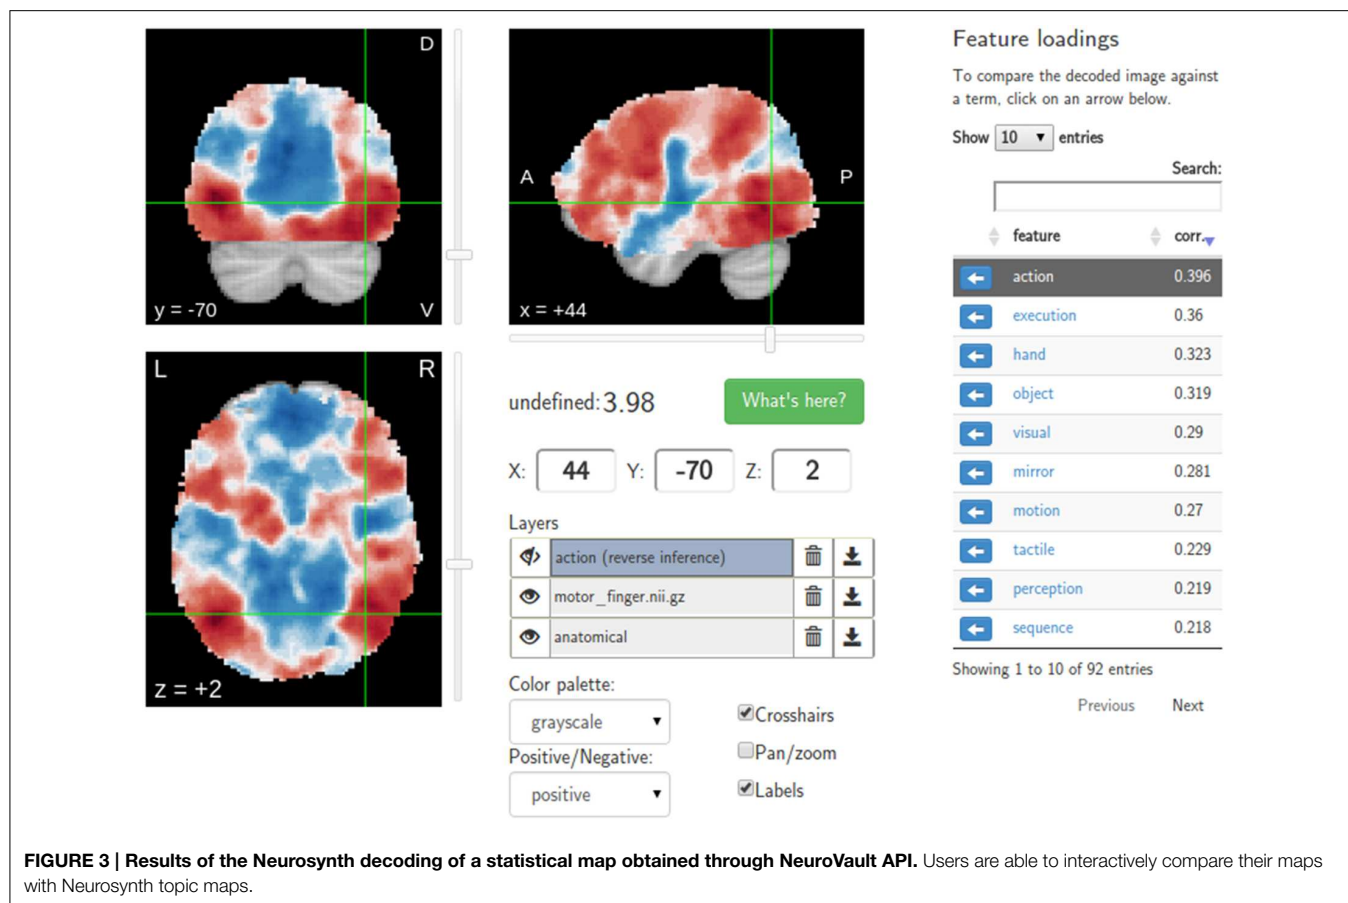 D
y = -70
V
A
P
x = +44
L
R
z = +2
undefined: 3.98
What's here?
X: 44 Y: -70 Z: 2
Layers
action (reverse inference)
motor_finger.nii.gz
anatomical
Color palette:
grayscale
Positive/Negative:
positive
Crosshairs
Pan/zoom
Labels
Feature loadings
To compare the decoded image against
a term, click on an arrow below.
Show 10 entries
Search:
feature corr.
action 0.396
execution 0.36
hand 0.323
object 0.319
visual 0.29
mirror 0.281
motion 0.27
tactile 0.229
perception 0.219
sequence 0.218
Showing 1 to 10 of 92 entries
Previous Next
FIGURE 3 | Results of the Neurosynth decoding of a statistical map obtained through NeuroVault API. Users are able to interactively compare their maps
with Neurosynth topic maps.